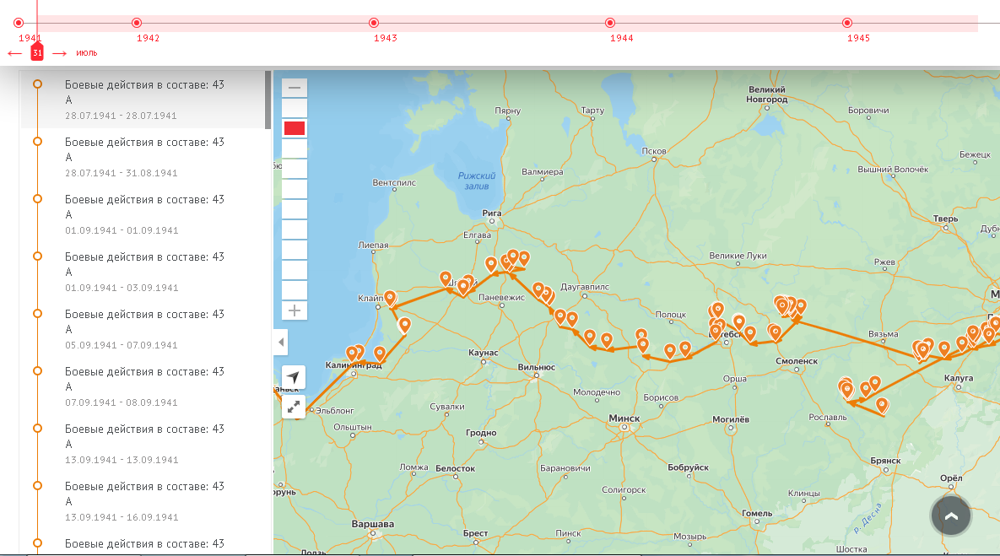 1941
1942
1943
1944
1945
31
июль
Боевые действия в составе: 43
А
28.07.1941 - 28.07.1941
Боевые действия в составе: 43
А
28.07.1941 - 31.08.1941
Боевые действия в составе: 43
А
01.09.1941 - 01.09.1941
Боевые действия в составе: 43
А
01.09.1941 - 03.09.1941
Боевые действия в составе: 43
А
05.09.1941 - 07.09.1941
Боевые действия в составе: 43
А
07.09.1941 - 08.09.1941
Боевые действия в составе: 43
А
13.09.1941 - 13.09.1941
Боевые действия в составе: 43
А
13.09.1941 - 16.09.1941
Боевые действия в составе: 43
Великий
Новгород
Пярну
Тарту
Боровичи
Псков
Бежецк
Валмиера
Вышний Волочёк
Вентспилс
Рижский
залив
Рига
Тверь
Елгава
Дубн
Лиепая
Великие Луки
Ржев
Даугавпилс
Клайп
Паневежис
Полоцк
Вязьма
Каунас
Смоленск
Калининград
Вильнюс
Орша
Калуга
Молодечно
Борисов
Сувалки
Эльблонг
Минск
Могилёв
Рославль
Ольштын
Гродно
Брянск
Ломжа
Белосток
Барановичи
Бобруйск
Орёл
Солигорск
Клинцы
Гомель
р. Десна
Варшава
Брест
Пинск
Мозырь
Шостка